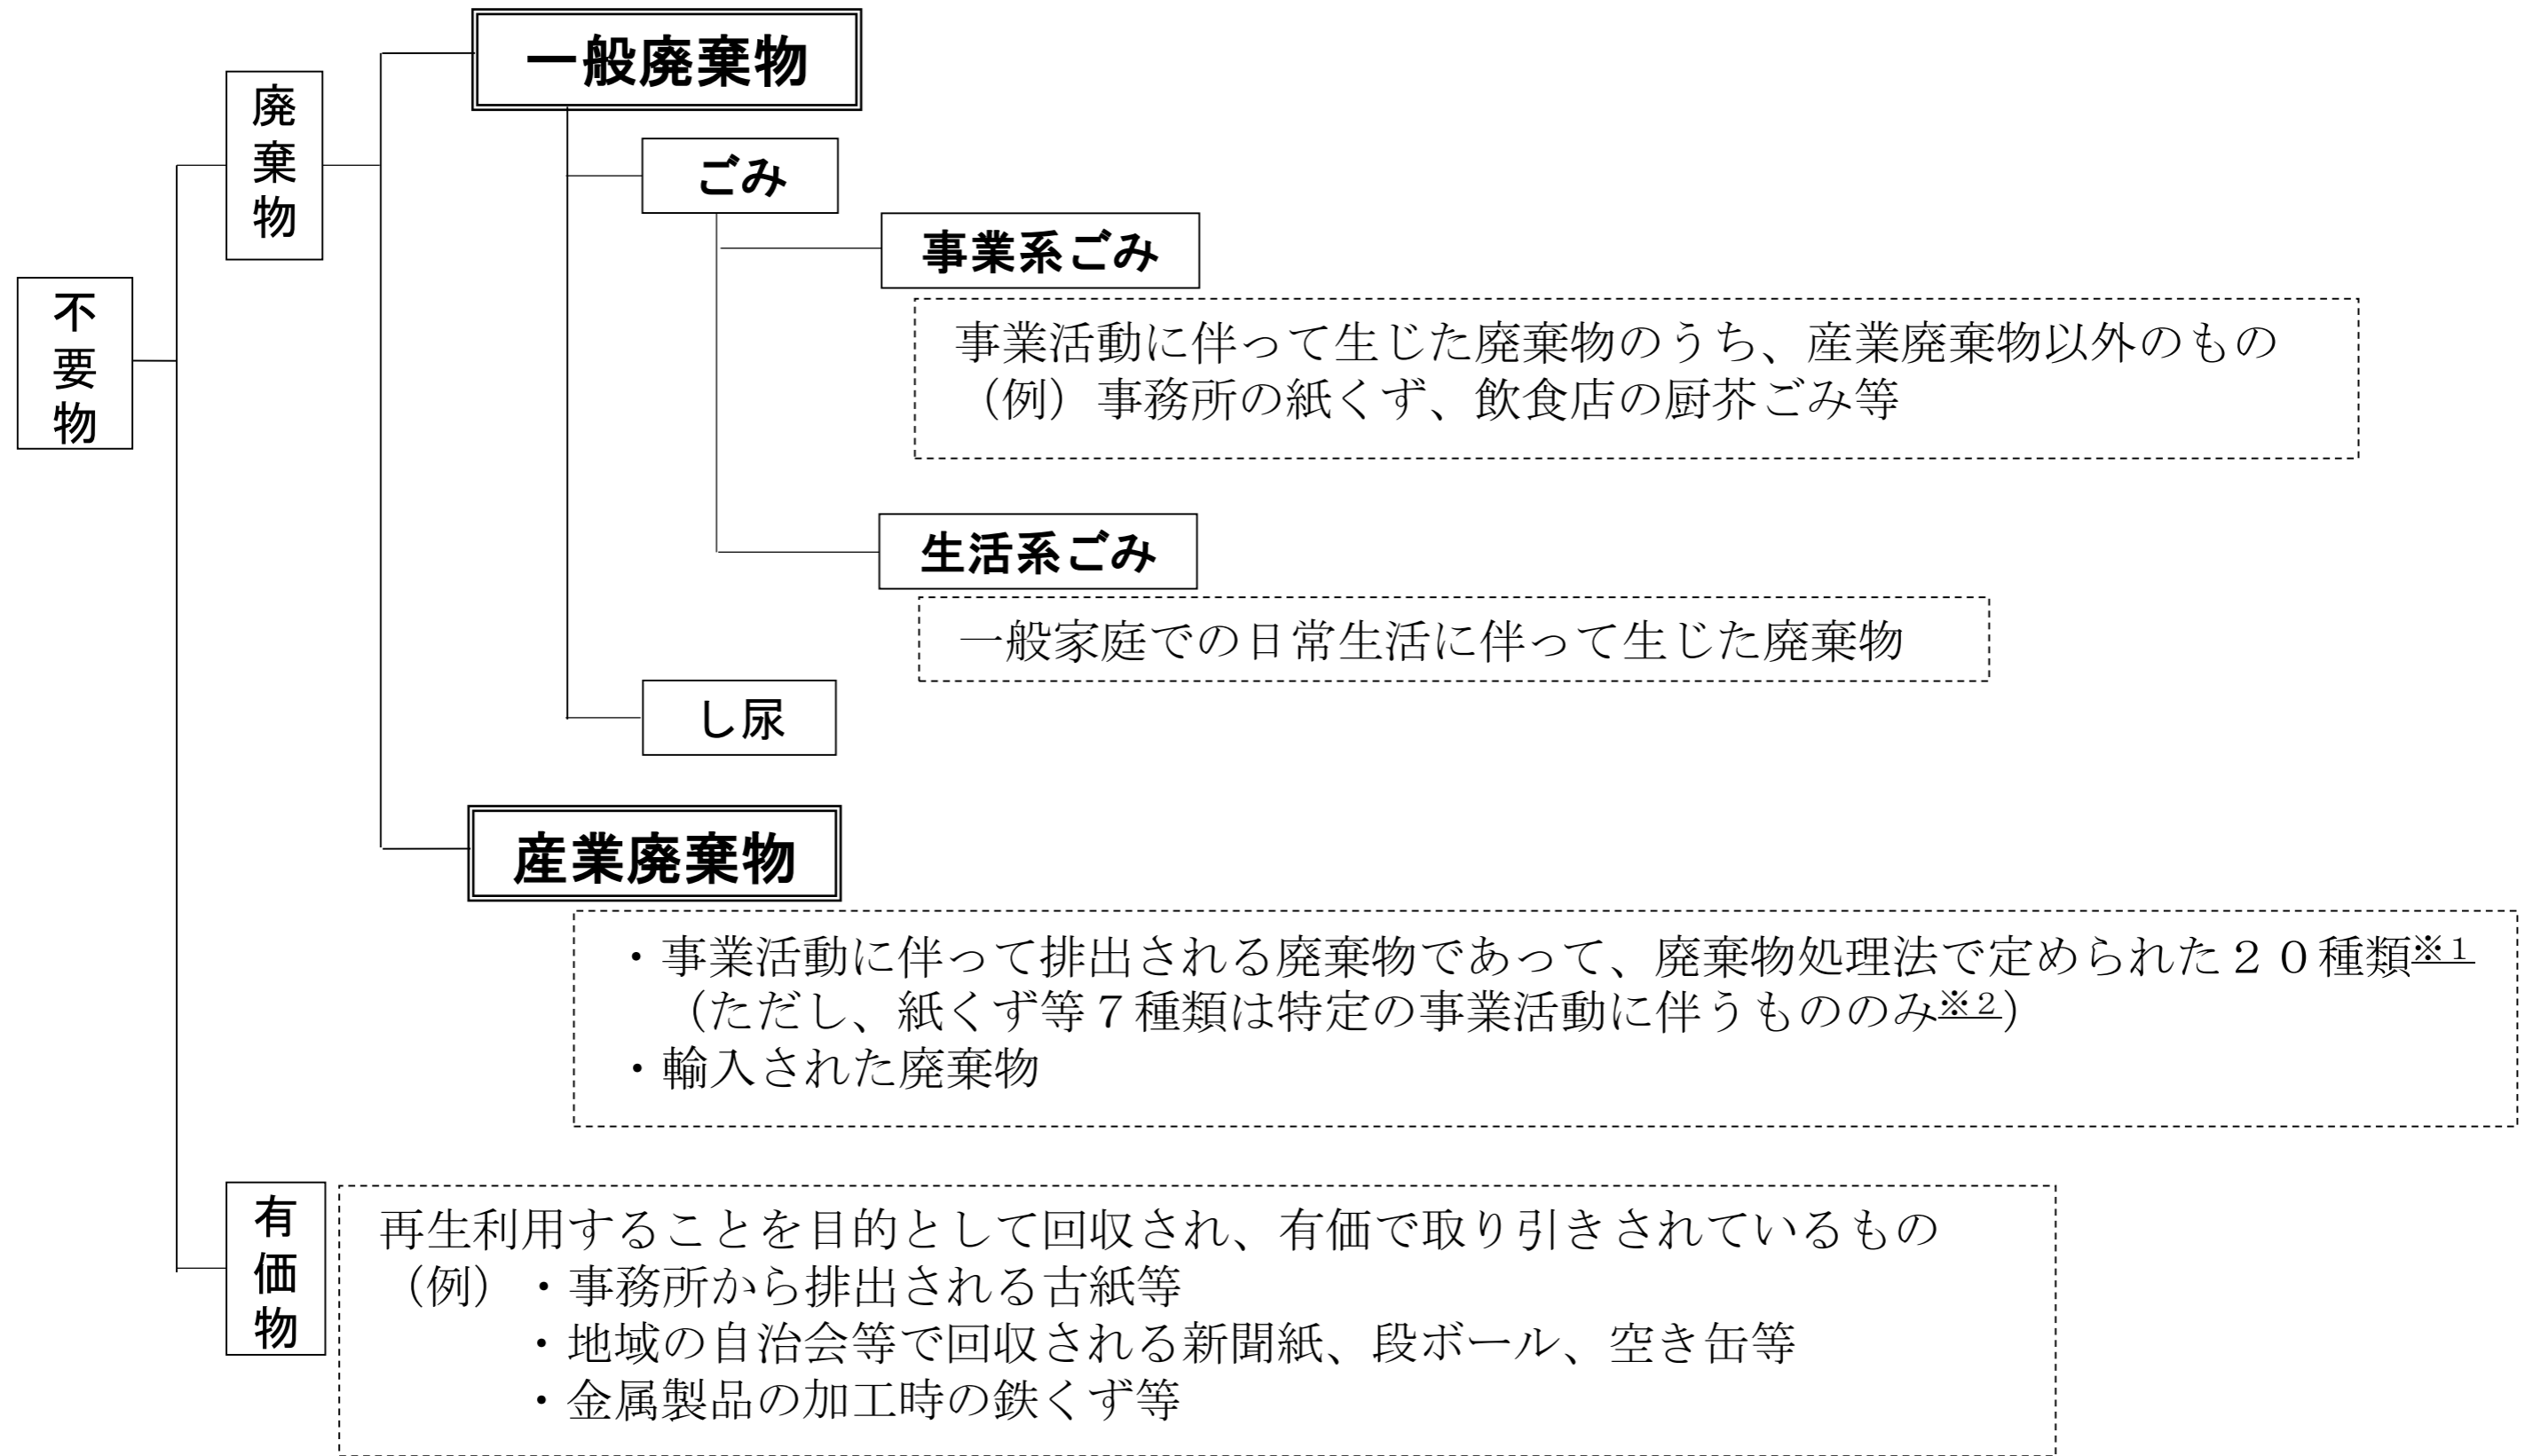 不要物
廃棄物
一般廃棄物
ごみ
事業系ごみ
事業活動に伴って生じた廃棄物のうち、産業廃棄物以外のもの
（例）事務所の紙くず、飲食店の厨芥ごみ等
生活系ごみ
一般家庭での日常生活に伴って生じた廃棄物
し尿
産業廃棄物
・事業活動に伴って排出される廃棄物であって、廃棄物処理法で定められた２０種類※１
（ただし、紙くず等７種類は特定の事業活動に伴うもののみ※２）
・輸入された廃棄物
有価物
再生利用することを目的として回収され、有価で取り引きされているもの
（例）・事務所から排出される古紙等
・地域の自治会等で回収される新聞紙、段ボール、空き缶等
・金属製品の加工時の鉄くず等